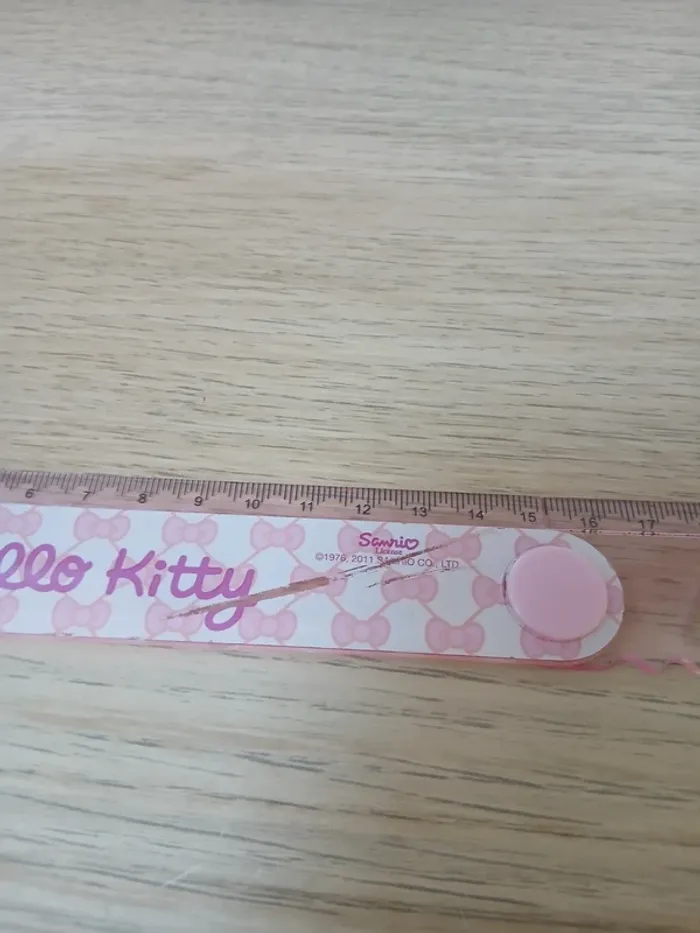 6 7 8 9 10 11 12 13 14 15 16 17
Sanrio
License
©1976, 2011 SANRIO CO., LTD.
ello Kitty